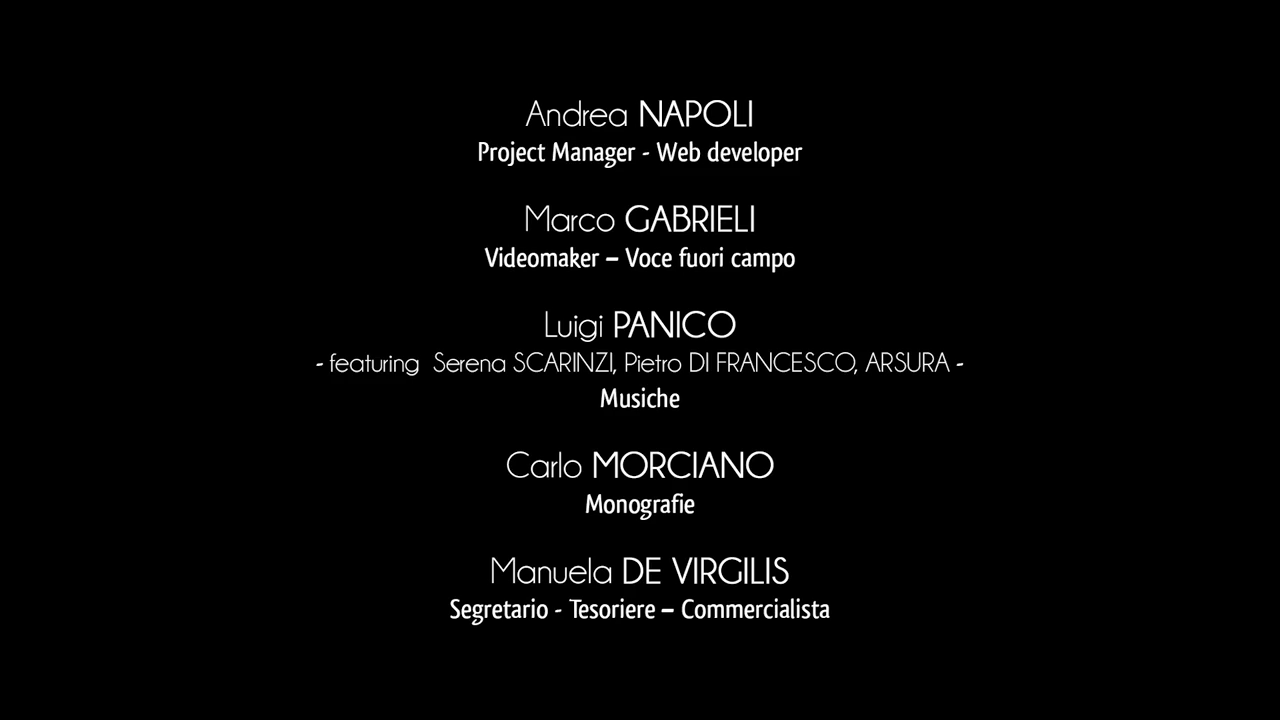 Andrea NAPOLI
Project Manager - Web developer
Marco GABRIELI
Videomaker – Voce fuori campo
Luigi PANICO
- featuring Serena SCARINZI, Pietro DI FRANCESCO, ARSURA -
Musiche
Carlo MORCIANO
Monografie
Manuela DE VIRGILIS
Segretario - Tesoriere – Commercialista